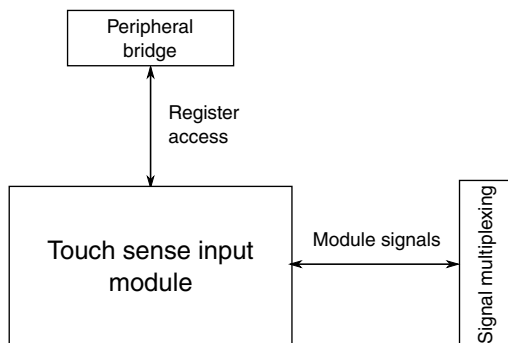 Peripheral
bridge
Register
access
Touch sense input
module
Module signals
Signal multiplexing